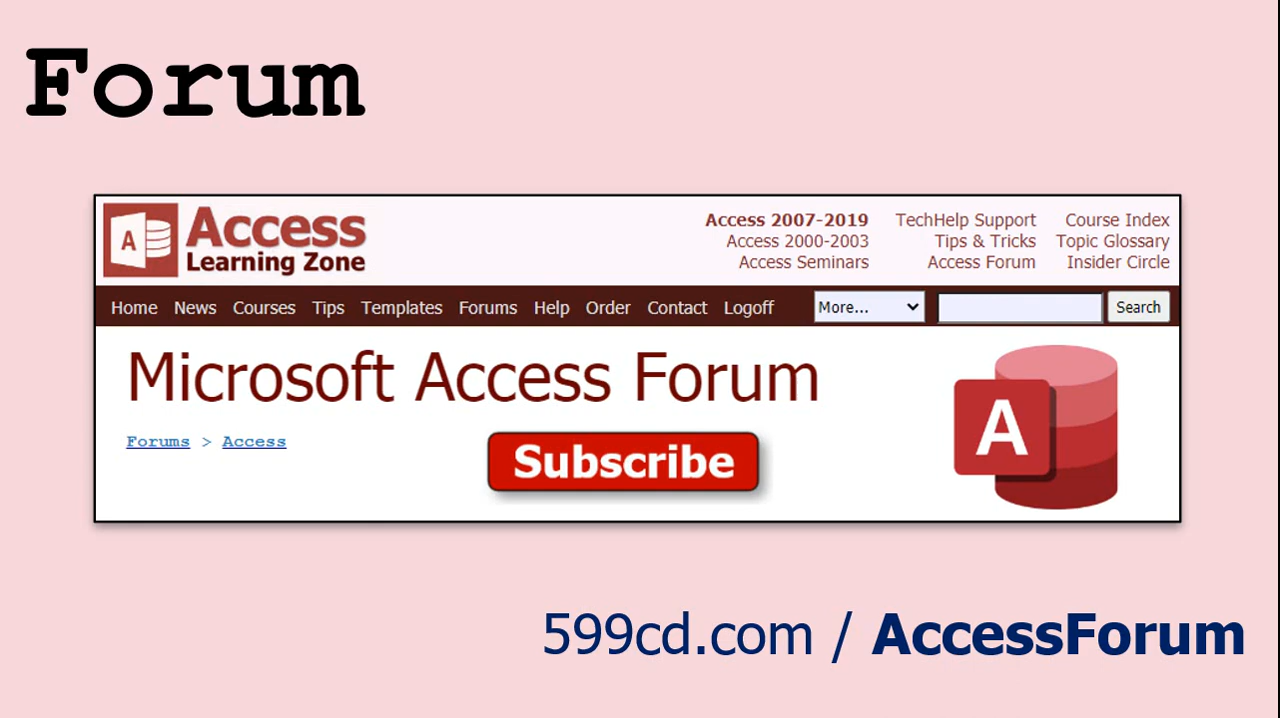 Forum
A
Access
Learning Zone
Access 2007-2019 TechHelp Support Course Index
Access 2000-2003 Tips & Tricks Topic Glossary
Access Seminars Access Forum Insider Circle
Home News Courses Tips Templates Forums Help Order Contact Logoff More... Search
Microsoft Access Forum
A
Forums > Access
Subscribe
599cd.com / AccessForum